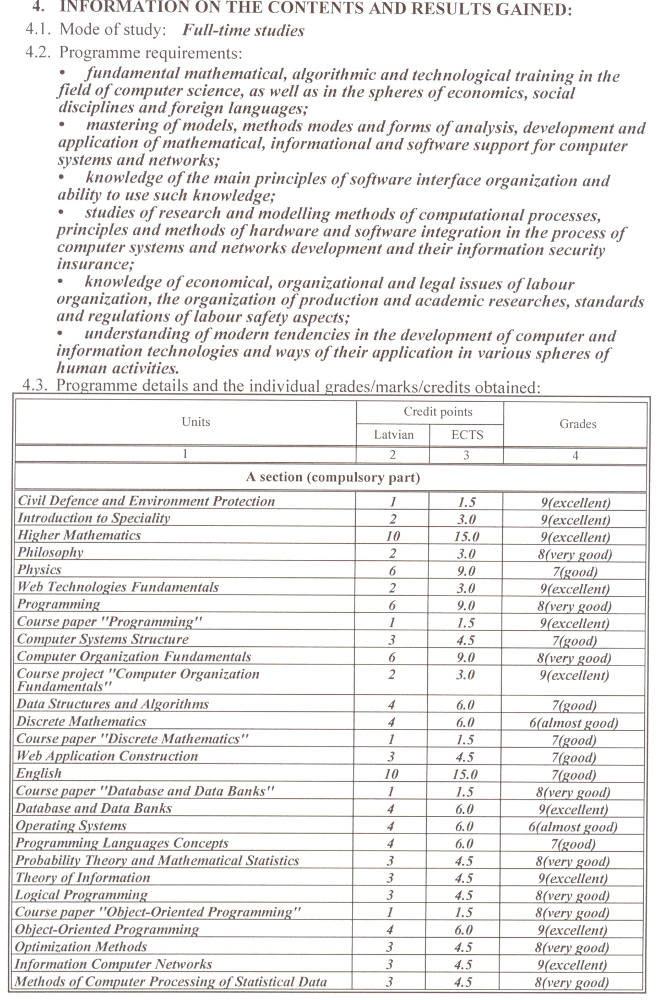 4. INFORMATION ON THE CONTENTS AND RESULTS GAINED:
4.1. Mode of study: Full-time studies
4.2. Programme requirements:
• fundamental mathematical, algorithmic and technological training in the
field of computer science, as well as in the spheres of economics, social
disciplines and foreign languages;
• mastering of models, methods modes and forms of analysis, development and
application of mathematical, informational and software support for computer
systems and networks;
• knowledge of the main principles of software interface organization and
ability to use such knowledge;
• studies of research and modelling methods of computational processes,
principles and methods of hardware and software integration in the process of
computer systems and networks development and their information security
insurance;
• knowledge of economical, organizational and legal issues of labour
organization, the organization of production and academic researches, standards
and regulations of labour safety aspects;
• understanding of modern tendencies in the development of computer and
information technologies and ways of their application in various spheres of
human activities.
4.3. Programme details and the individual grades/marks/credits obtained:
Units Credit points Grades
Latvian ECTS
1 2 3 4
A section (compulsory part)
Civil Defence and Environment Protection 1 1.5 9(excellent)
Introduction to Speciality 2 3.0 9(excellent)
Higher Mathematics 10 15.0 9(excellent)
Philosophy 2 3.0 8(very good)
Physics 6 9.0 7(good)
Web Technologies Fundamentals 2 3.0 9(excellent)
Programming 6 9.0 8(very good)
Course paper "Programming" 1 1.5 9(excellent)
Computer Systems Structure 3 4.5 7(good)
Computer Organization Fundamentals 6 9.0 8(very good)
Course project "Computer Organization 2 3.0 9(excellent)
Fundamentals"
Data Structures and Algorithms 4 6.0 7(good)
Discrete Mathematics 4 6.0 6(almost good)
Course paper "Discrete Mathematics" 1 1.5 7(good)
Web Application Construction 3 4.5 7(good)
English 10 15.0 7(good)
Course paper "Database and Data Banks" 1 1.5 8(very good)
Database and Data Banks 4 6.0 9(excellent)
Operating Systems 4 6.0 6(almost good)
Programming Languages Concepts 4 6.0 7(good)
Probability Theory and Mathematical Statistics 3 4.5 8(very good)
Theory of Information 3 4.5 9(excellent)
Logical Programming 3 4.5 8(very good)
Course paper "Object-Oriented Programming" 1 1.5 8(very good)
Object-Oriented Programming 4 6.0 9(excellent)
Optimization Methods 3 4.5 8(very good)
Information Computer Networks 3 4.5 9(excellent)
Methods of Computer Processing of Statistical Data 3 4.5 8(very good)